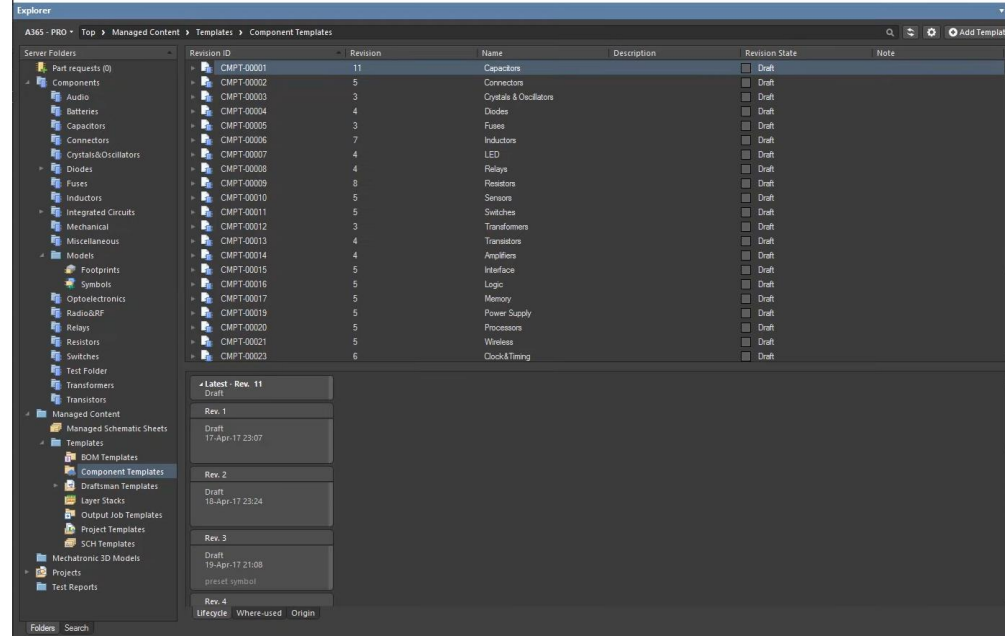 Explorer
A365 - PRO Top Managed Content Templates Component Templates
Add Templat
Server Folders
Part requests (0)
Components
Audio
Batteries
Capacitors
Connectors
Crystals&Oscillators
Diodes
Fuses
Inductors
Integrated Circuits
Mechanical
Miscellaneous
Models
Footprints
Symbols
Optoelectronics
Radio&RF
Relays
Resistors
Switches
Test Folder
Transformers
Transistors
Managed Content
Managed Schematic Sheets
Templates
BOM Templates
Component Templates
Draftsman Templates
Layer Stacks
Output Job Templates
Project Templates
SCH Templates
Mechatronic 3D Models
Projects
Test Reports
Folders Search
Revision ID Revision Name Description Revision State Note
CMPT-00001 11 Capacitors Draft
CMPT-00002 5 Connectors Draft
CMPT-00003 3 Crystals & Oscillators Draft
CMPT-00004 4 Diodes Draft
CMPT-00005 3 Fuses Draft
CMPT-00006 7 Inductors Draft
CMPT-00007 4 LED Draft
CMPT-00008 4 Relays Draft
CMPT-00009 8 Resistors Draft
CMPT-00010 5 Sensors Draft
CMPT-00011 5 Switches Draft
CMPT-00012 3 Transformers Draft
CMPT-00013 4 Transistors Draft
CMPT-00014 4 Amplifiers Draft
CMPT-00015 5 Interface Draft
CMPT-00016 5 Logic Draft
CMPT-00017 5 Memory Draft
CMPT-00019 5 Power Supply Draft
CMPT-00020 5 Processors Draft
CMPT-00021 5 Wireless Draft
CMPT-00023 6 Clock&Timing Draft
Latest - Rev. 11
Draft
Rev. 1
Draft
17-Apr-17 23:07
Rev. 2
Draft
18-Apr-17 23:24
Rev. 3
Draft
19-Apr-17 21:08
preset symbol
Rev. 4
Lifecycle Where-used Origin